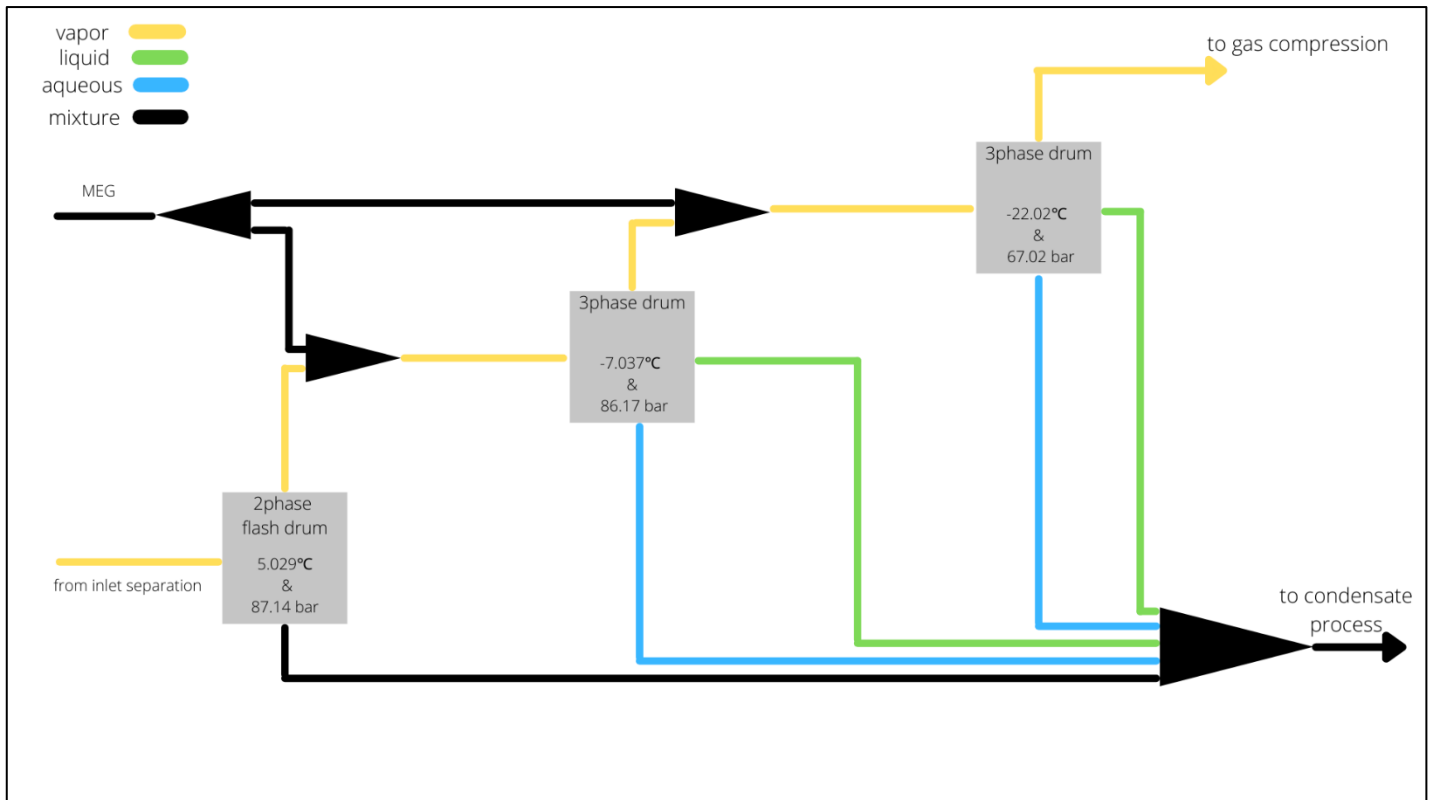 vapor
liquid
aqueous
mixture
to gas compression
3phase drum
-22.02℃
&
67.02 bar
MEG
3phase drum
-7.037℃
&
86.17 bar
2phase
flash drum
5.029℃
&
87.14 bar
from inlet separation
to condensate
process